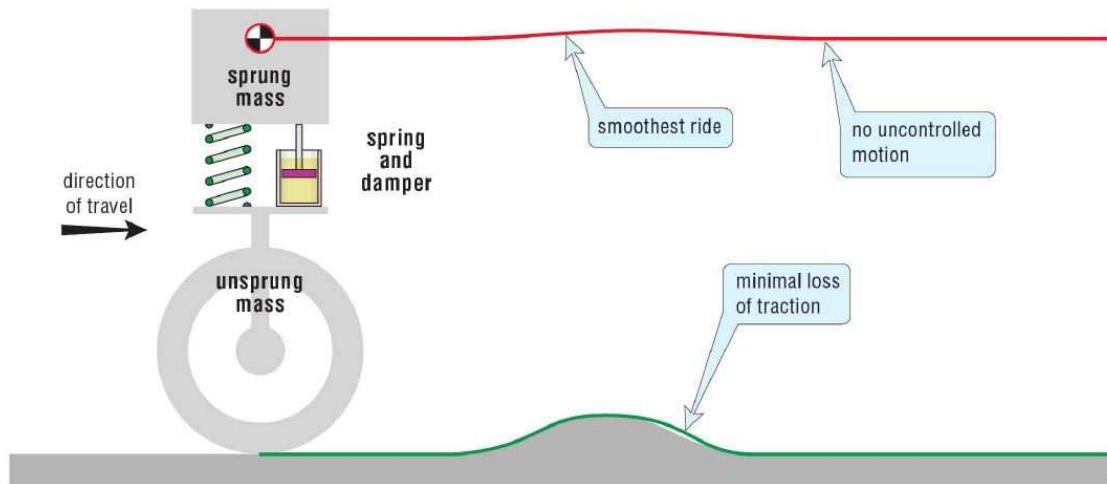 sprung
mass
spring
and
damper
direction
of travel
unsprung
mass
smoothest ride
no uncontrolled
motion
minimal loss
of traction